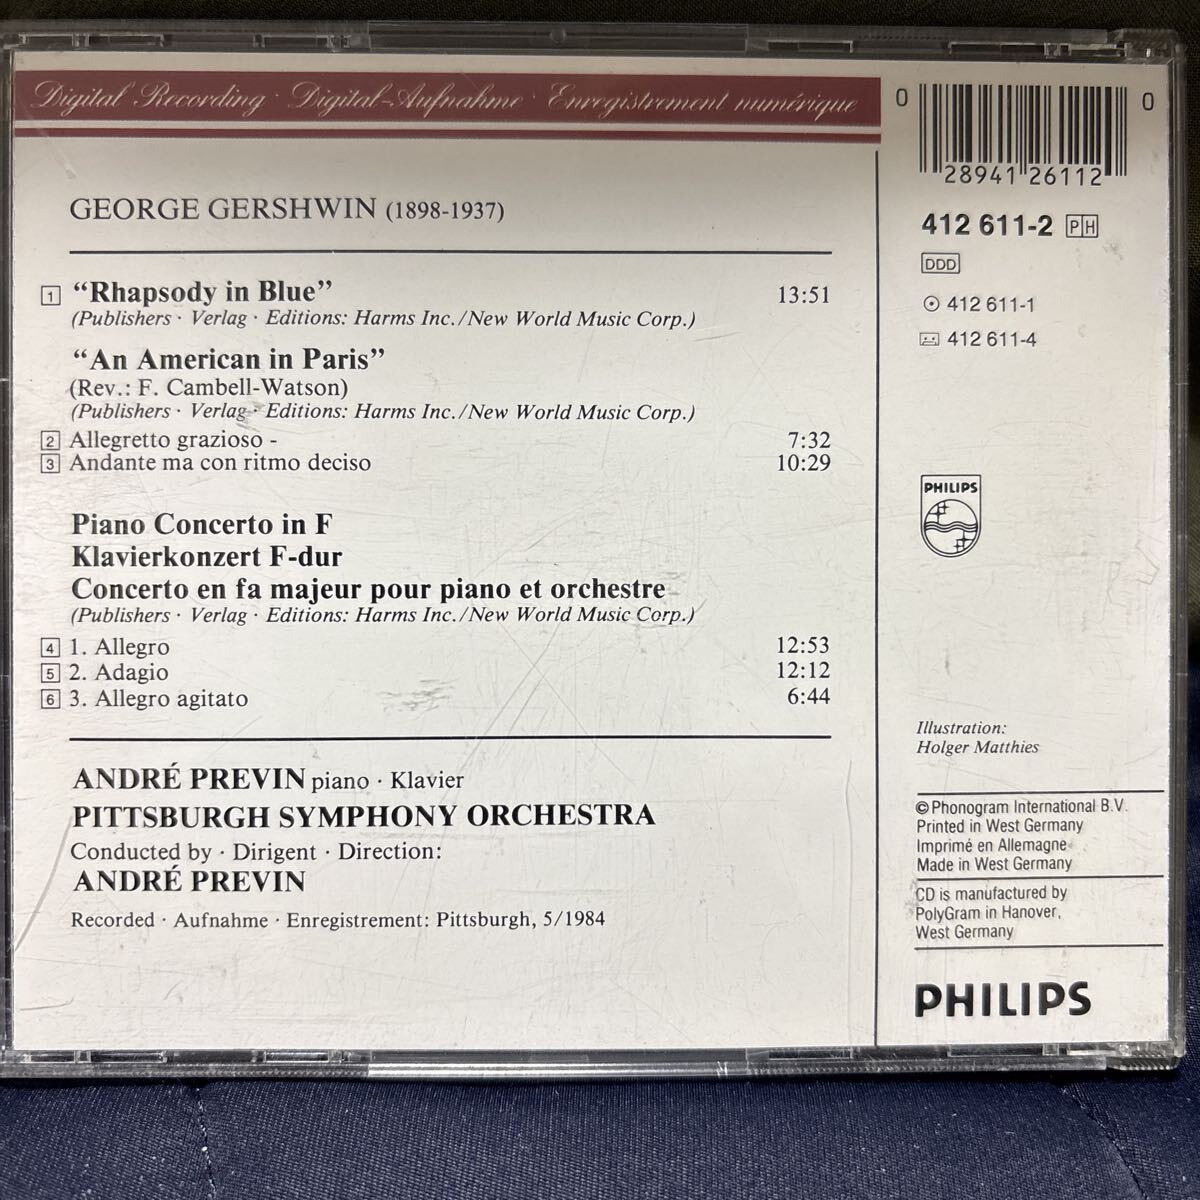 Digital Recording · Digital-Aufnahme · Enregistrement numérique
GEORGE GERSHWIN (1898-1937)
1 “Rhapsody in Blue” 13:51
(Publishers · Verlag · Editions: Harms Inc./New World Music Corp.)
“An American in Paris”
(Rev.: F. Cambell-Watson)
(Publishers · Verlag · Editions: Harms Inc./New World Music Corp.)
2 Allegretto grazioso - 7:32
3 Andante ma con ritmo deciso 10:29
Piano Concerto in F
Klavierkonzert F-dur
Concerto en fa majeur pour piano et orchestre
(Publishers · Verlag · Editions: Harms Inc./New World Music Corp.)
4 1. Allegro 12:53
5 2. Adagio 12:12
6 3. Allegro agitato 6:44
ANDRÉ PREVIN piano · Klavier
PITTSBURGH SYMPHONY ORCHESTRA
Conducted by · Dirigent · Direction:
ANDRÉ PREVIN
Recorded · Aufnahme · Enregistrement: Pittsburgh, 5/1984
0 28941 26112 0
412 611-2 PH
DDD
412 611-1
412 611-4
PHILIPS
Illustration:
Holger Matthies
© Phonogram International B.V.
Printed in West Germany
Imprimé en Allemagne
Made in West Germany
CD is manufactured by
PolyGram in Hanover,
West Germany
PHILIPS